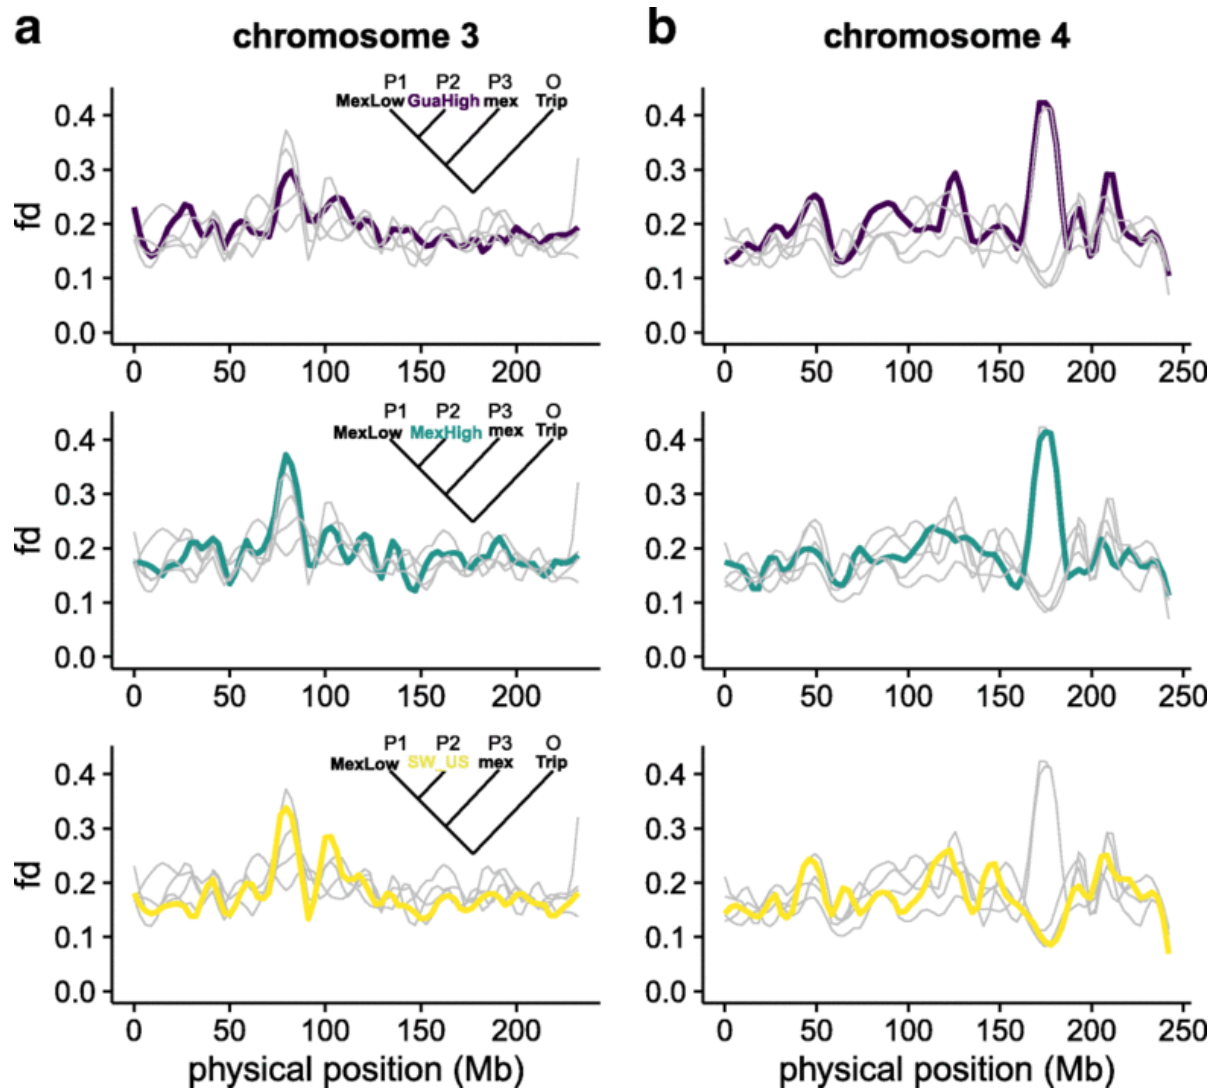 a
chromosome 3
b
chromosome 4
P1 P2 P3 O
MexLow GuaHigh mex Trip
fd
0.4
0.3
0.2
0.1
0.0
0 50 100 150 200
0.4
0.3
0.2
0.1
0.0
0 50 100 150 200 250
P1 P2 P3 O
MexLow MexHigh mex Trip
fd
0.4
0.3
0.2
0.1
0.0
0 50 100 150 200
0.4
0.3
0.2
0.1
0.0
0 50 100 150 200 250
P1 P2 P3 O
MexLow SW_US mex Trip
fd
0.4
0.3
0.2
0.1
0.0
0 50 100 150 200
physical position (Mb)
0.4
0.3
0.2
0.1
0.0
0 50 100 150 200 250
physical position (Mb)